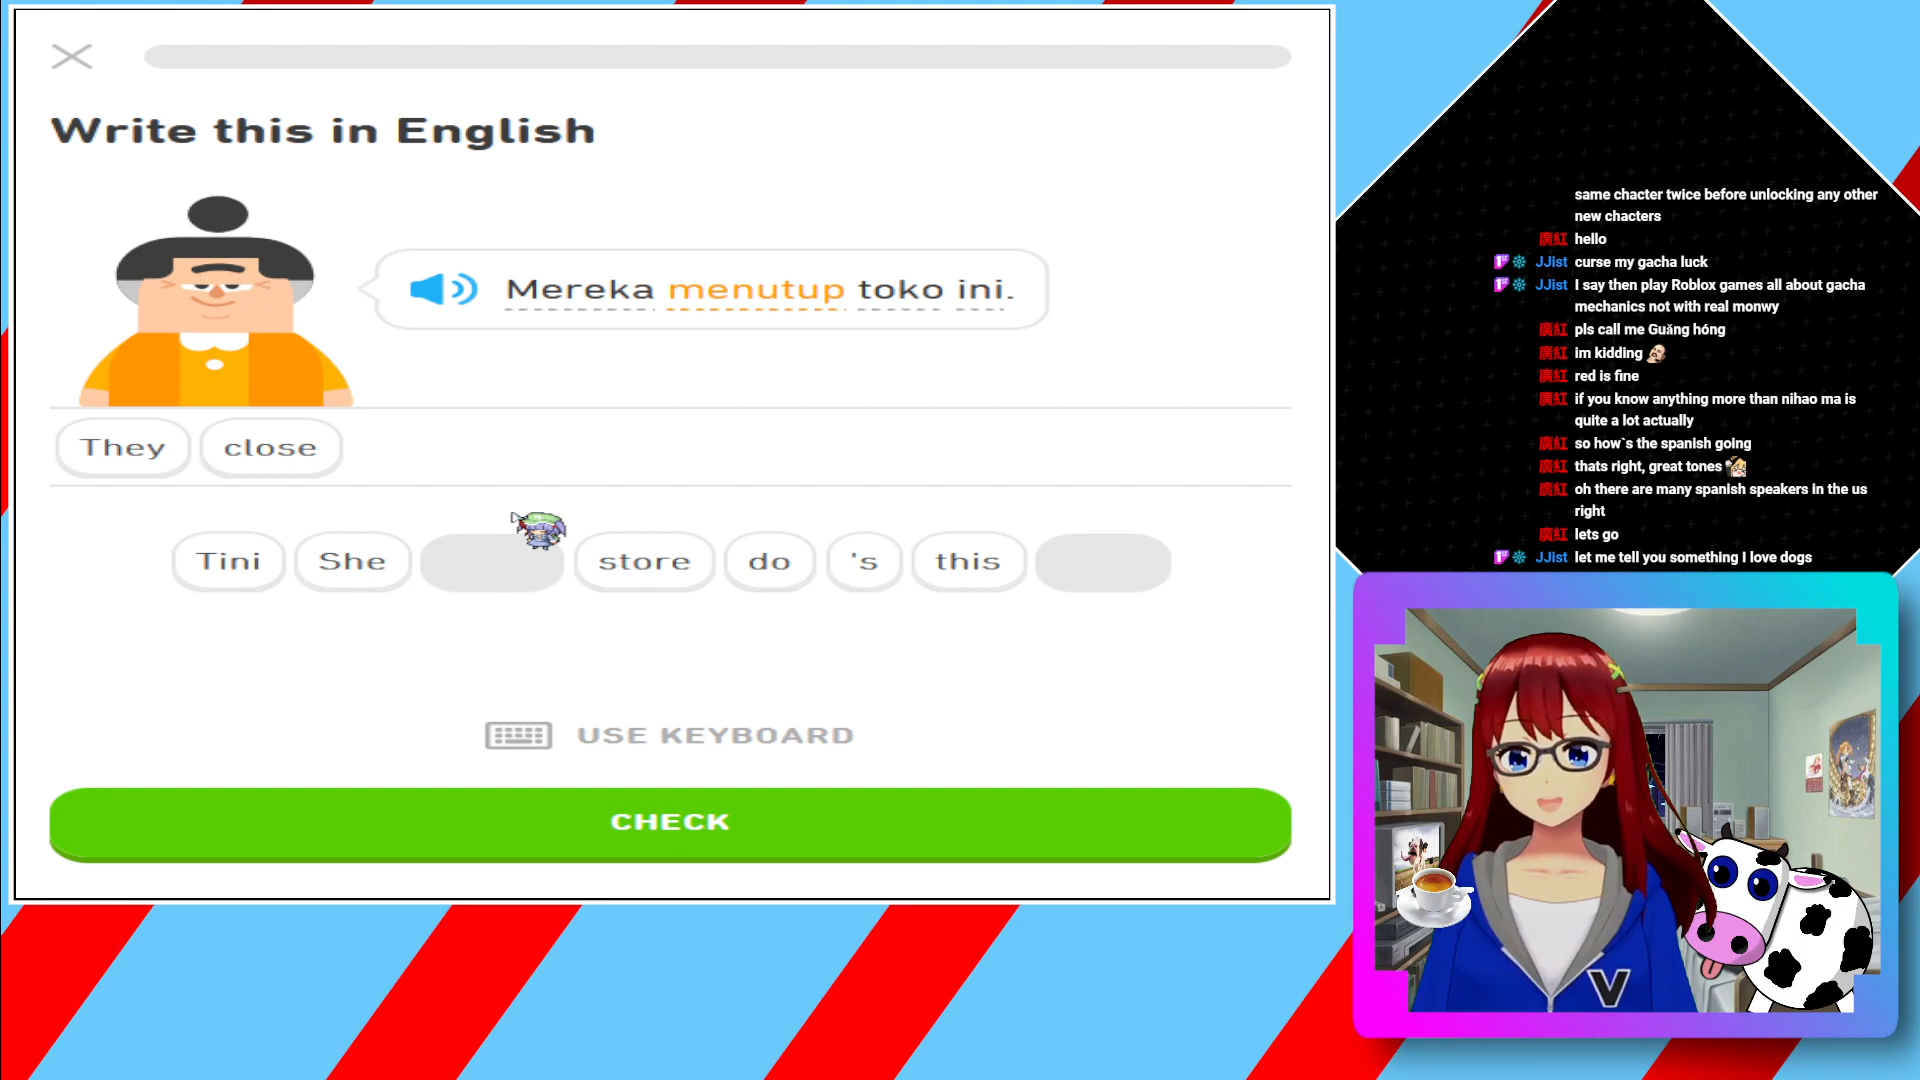 Write this in English
Mereka menutup toko ini.
They close
Tini She store do 's this
USE KEYBOARD
CHECK
same chacter twice before unlocking any other
new chacters
廣紅 hello
JJist curse my gacha luck
JJist I say then play Roblox games all about gacha
mechanics not with real monwy
廣紅 pls call me Guǎng hóng
廣紅 im kidding
廣紅 red is fine
廣紅 if you know anything more than nihao ma is
quite a lot actually
廣紅 so how`s the spanish going
廣紅 thats right, great tones
廣紅 oh there are many spanish speakers in the us
right
廣紅 lets go
JJist let me tell you something I love dogs
V